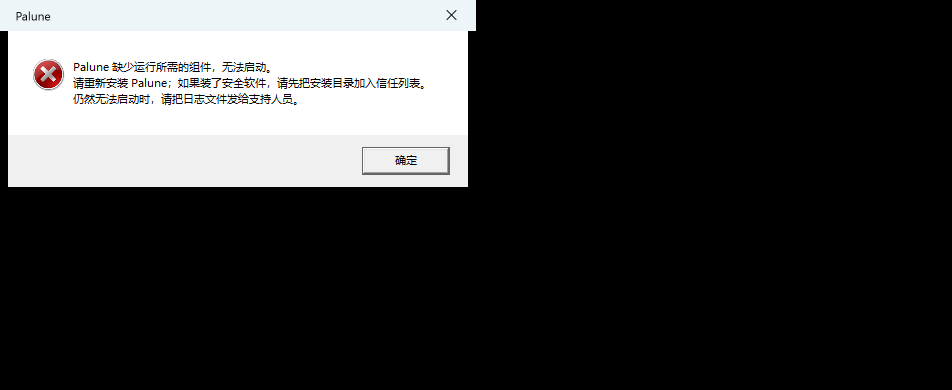 Palune
Palune 缺少运行所需的组件，无法启动。
请重新安装 Palune；如果装了安全软件，请先把安装目录加入信任列表。
仍然无法启动时，请把日志文件发给支持人员。
确定